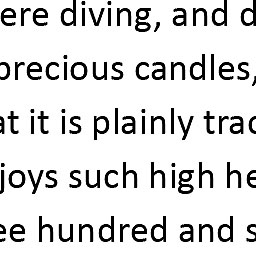 ere diving, and d
precious candles,
at it is plainly trac
joys such high he
ee hundred and s